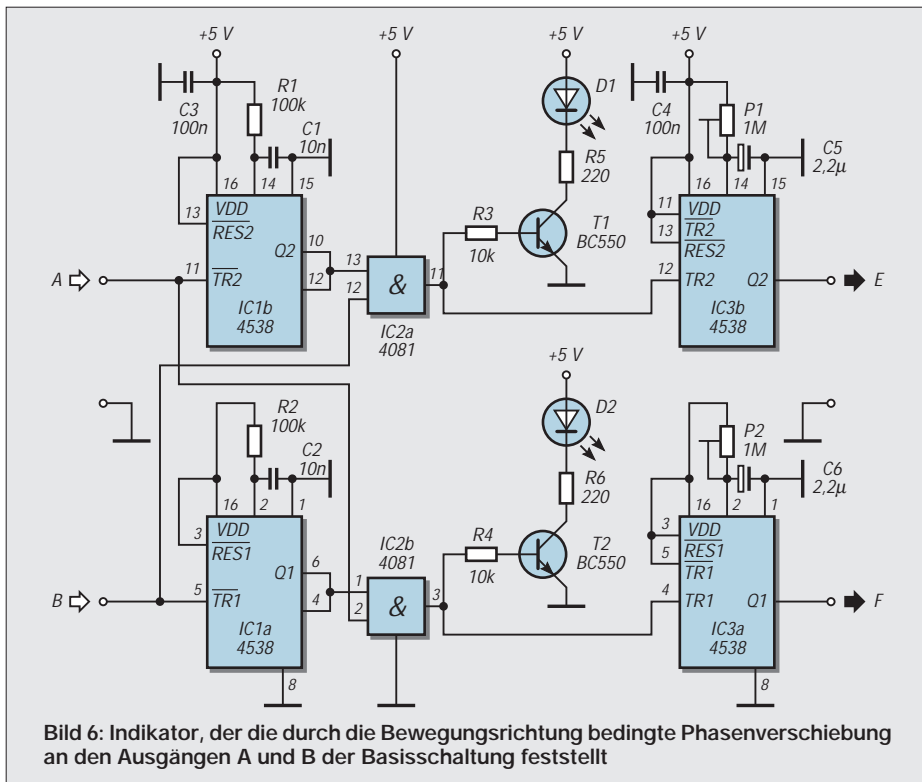 +5 V
+5 V
+5 V
+5 V
C3
100n
R1
100k
C1
10n
16
14
15
13
VDD
RES2
Q2
10
12
A
11
TR2
IC1b
4538
13
12
&
11
IC2a
4081
R3
10k
D1
R5
220
T1
BC550
C4
100n
P1
1M
C5
2,2µ
16
14
15
11
13
VDD
TR2
RES2
12
TR2
Q2
E
IC3b
4538
R2
100k
C2
10n
16
2
1
3
VDD
RES1
Q1
6
4
B
5
TR1
IC1a
4538
8
IC2b
4081
1
2
&
3
R4
10k
+5 V
D2
R6
220
T2
BC550
P2
1M
C6
2,2µ
16
2
1
3
5
VDD
RES1
TR1
4
TR1
Q1
F
IC3a
4538
8
Bild 6: Indikator, der die durch die Bewegungsrichtung bedingte Phasenverschiebung
an den Ausgängen A und B der Basisschaltung feststellt